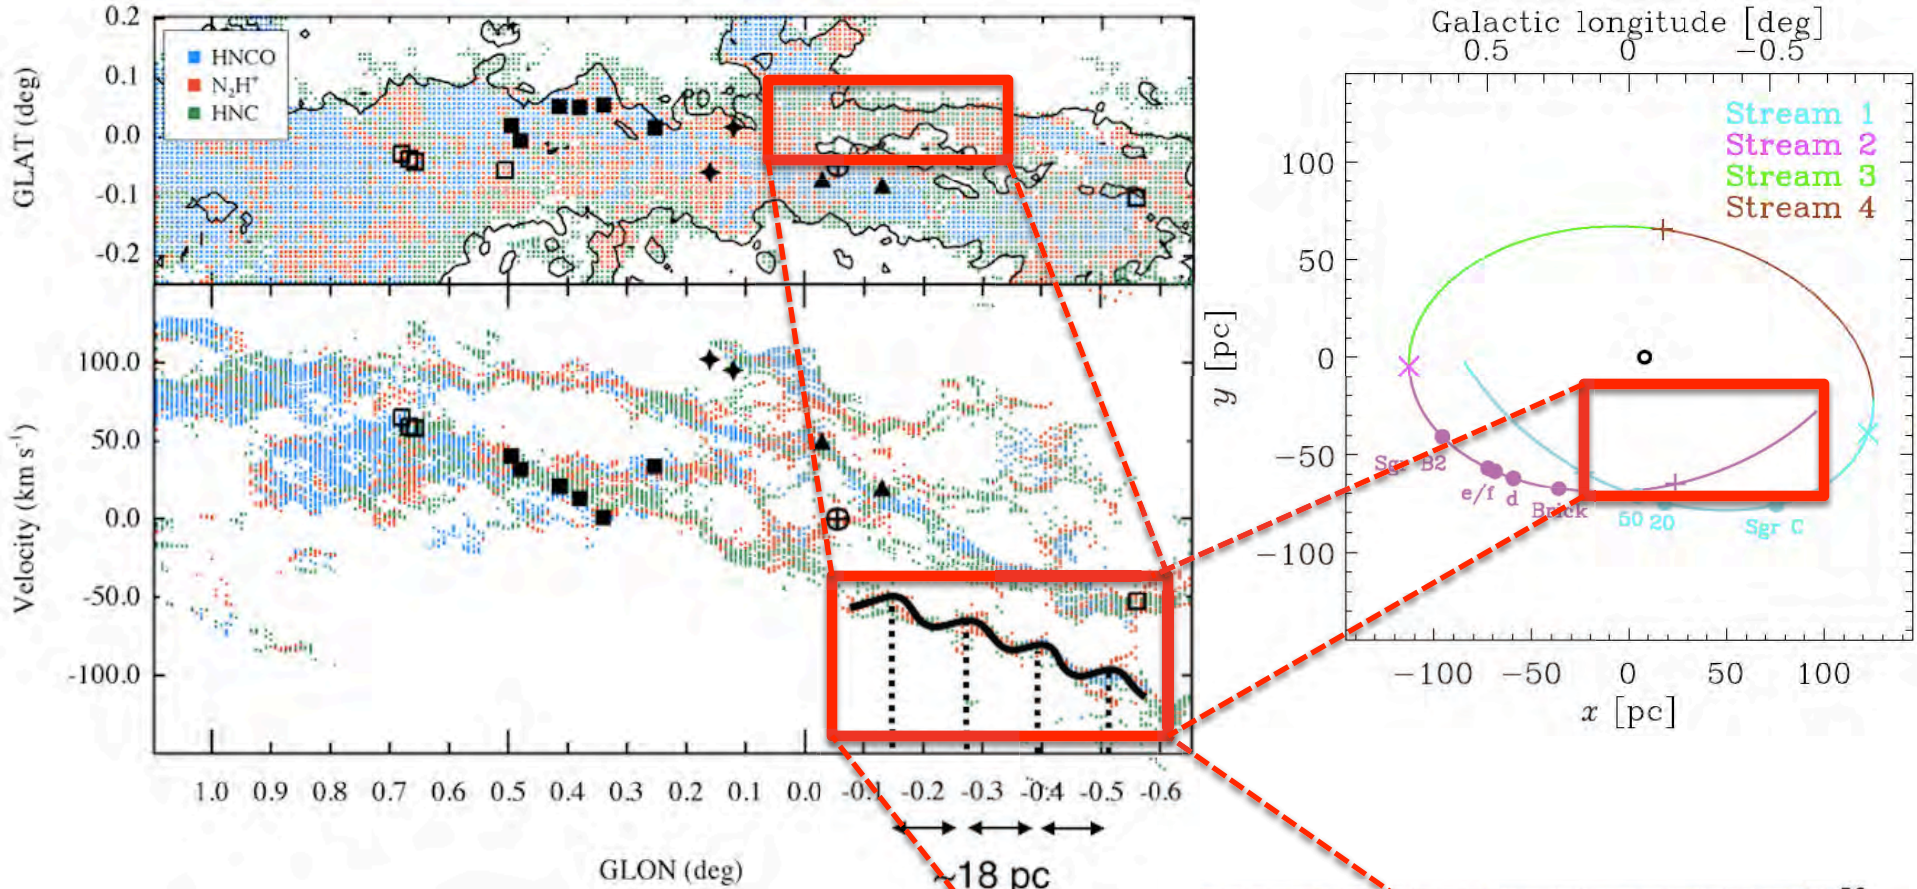 0.2
0.1
0.0
-0.1
-0.2
GLAT (deg)
HNCO
N₂H⁺
HNC
100.0
50.0
0.0
-50.0
-100.0
Velocity (km s⁻¹)
1.0 0.9 0.8 0.7 0.6 0.5 0.4 0.3 0.2 0.1 0.0 -0.1 -0.2 -0.3 -0.4 -0.5 -0.6
GLON (deg)
~18 pc
Galactic longitude [deg]
0.5 0 −0.5
Stream 1
Stream 2
Stream 3
Stream 4
100
50
0
−50
−100
y [pc]
Sgr B2
e/f d
Brick
50 20
Sgr C
−100 −50 0 50 100
x [pc]